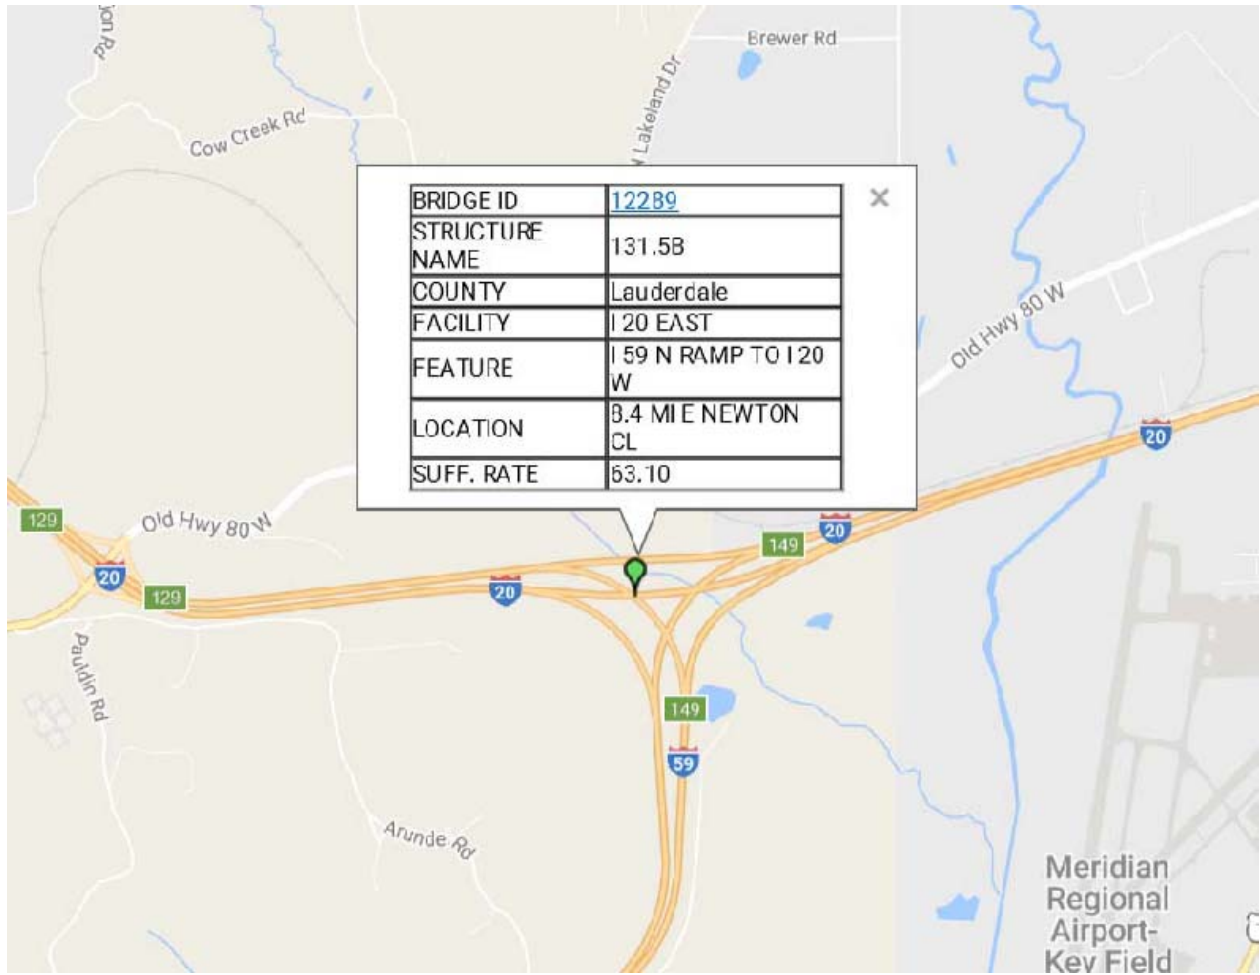 Brewer Rd
Cow Creek Rd
N Lakeland Dr
BRIDGE ID 12289
STRUCTURE NAME 131.5B
COUNTY Lauderdale
FACILITY I 20 EAST
FEATURE I 59 N RAMP TO I 20 W
LOCATION 8.4 MI E NEWTON CL
SUFF. RATE 63.10
×
Old Hwy 80 W
20
129
Old Hwy 80 W
20
149
20
20
129
Pauldin Rd
149
59
Arunde Rd
Meridian
Regional
Airport-
Key Field